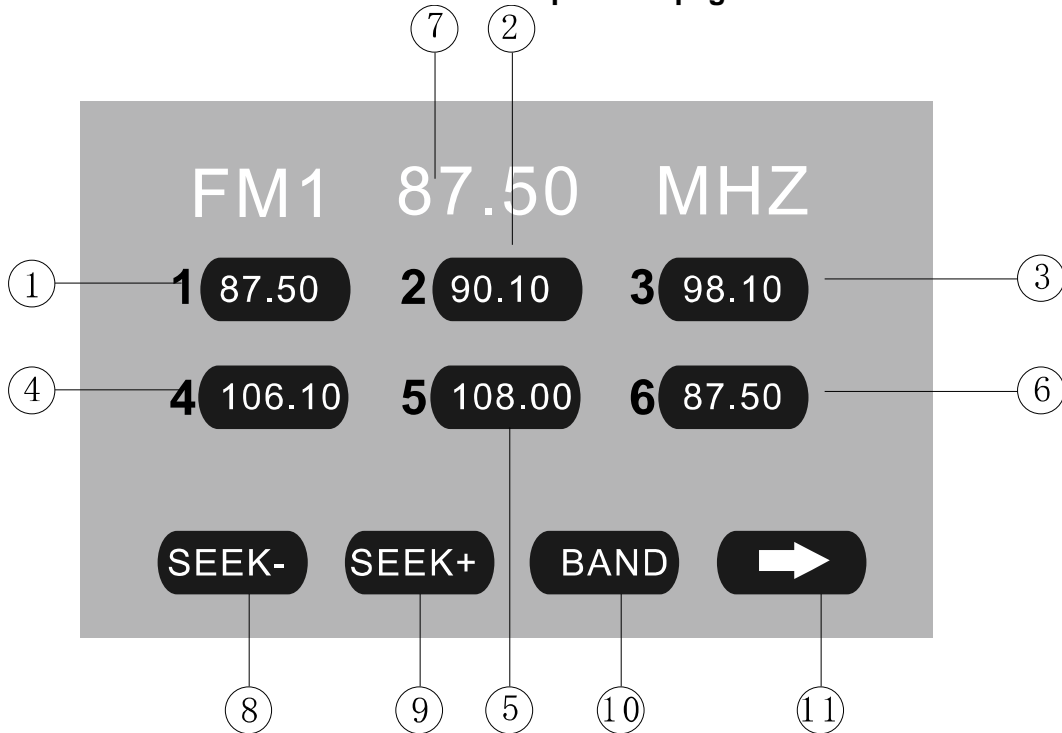 ⑦ ②
FM1 87.50 MHZ
① 1 87.50 2 90.10 3 98.10 ③
④ 4 106.10 5 108.00 6 87.50 ⑥
SEEK- SEEK+ BAND
⑧ ⑨ ⑤ ⑩ ⑪